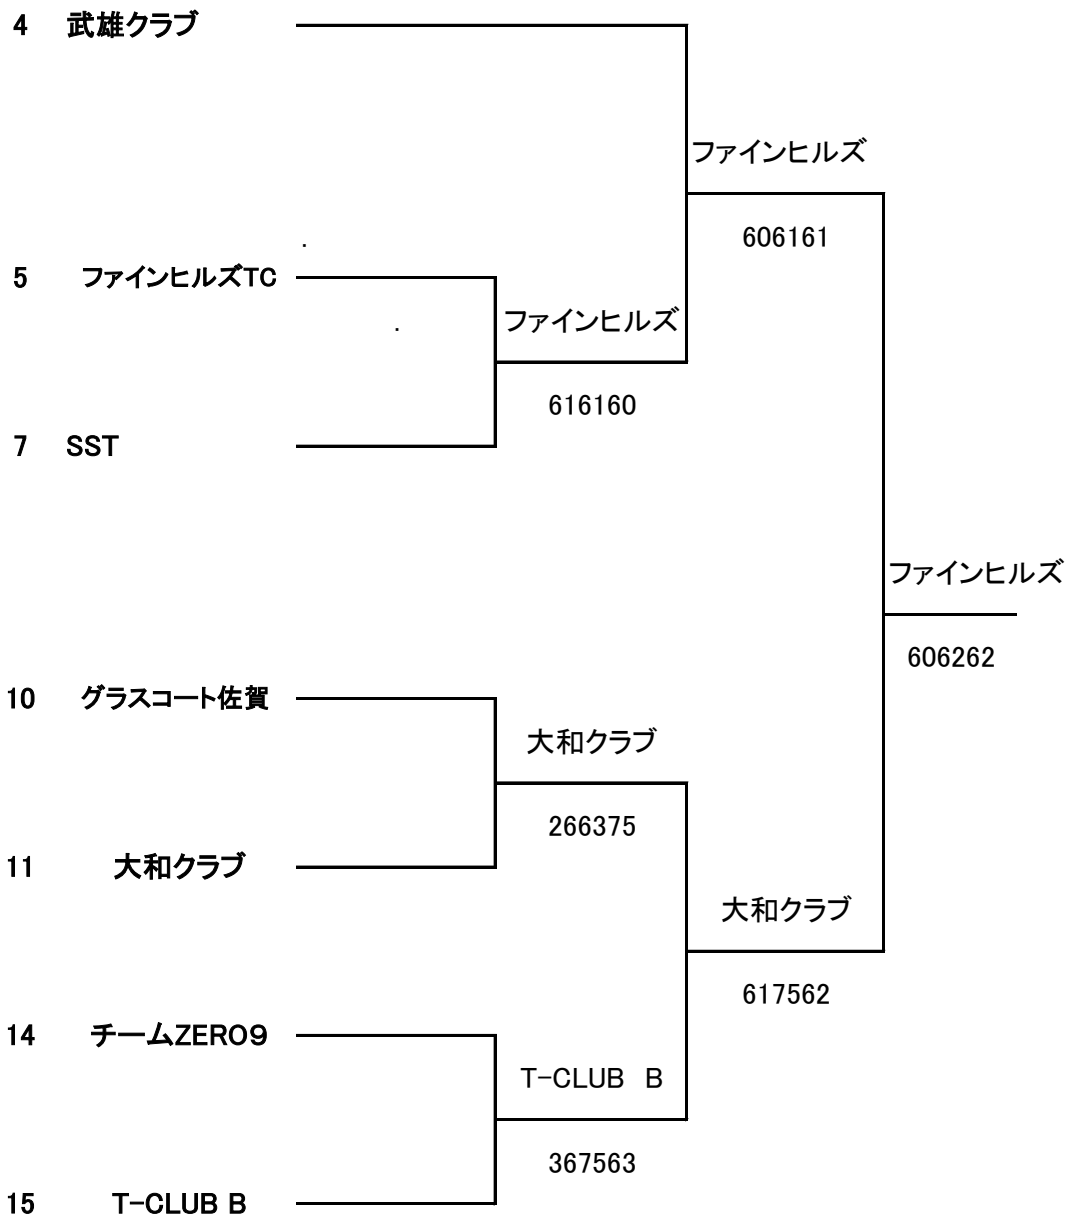 4 武雄クラブ
ファインヒルズ
606161
5 ファインヒルズTC
ファインヒルズ
616160
7 SST
ファインヒルズ
606262
10 グラスコート佐賀
大和クラブ
266375
11 大和クラブ
大和クラブ
617562
14 チームZERO9
T-CLUB B
367563
15 T-CLUB B